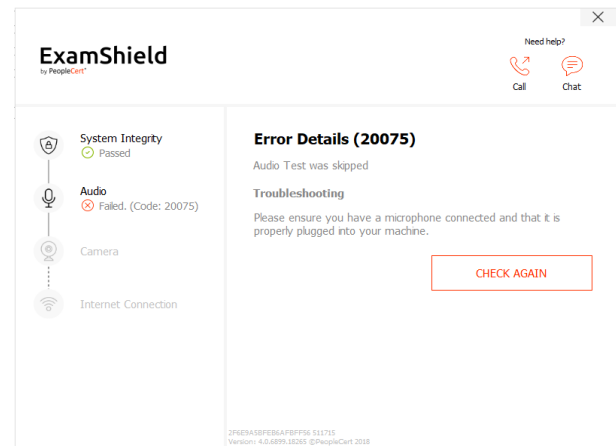 Need help?
ExamShield
by PeopleCert
Call
Chat
System Integrity
Passed
Audio
Failed. (Code: 20075)
Camera
Internet Connection
Error Details (20075)
Audio Test was skipped
Troubleshooting
Please ensure you have a microphone connected and that it is
properly plugged into your machine.
CHECK AGAIN
Version: 4.0.6899.18265 ©PeopleCert 2018